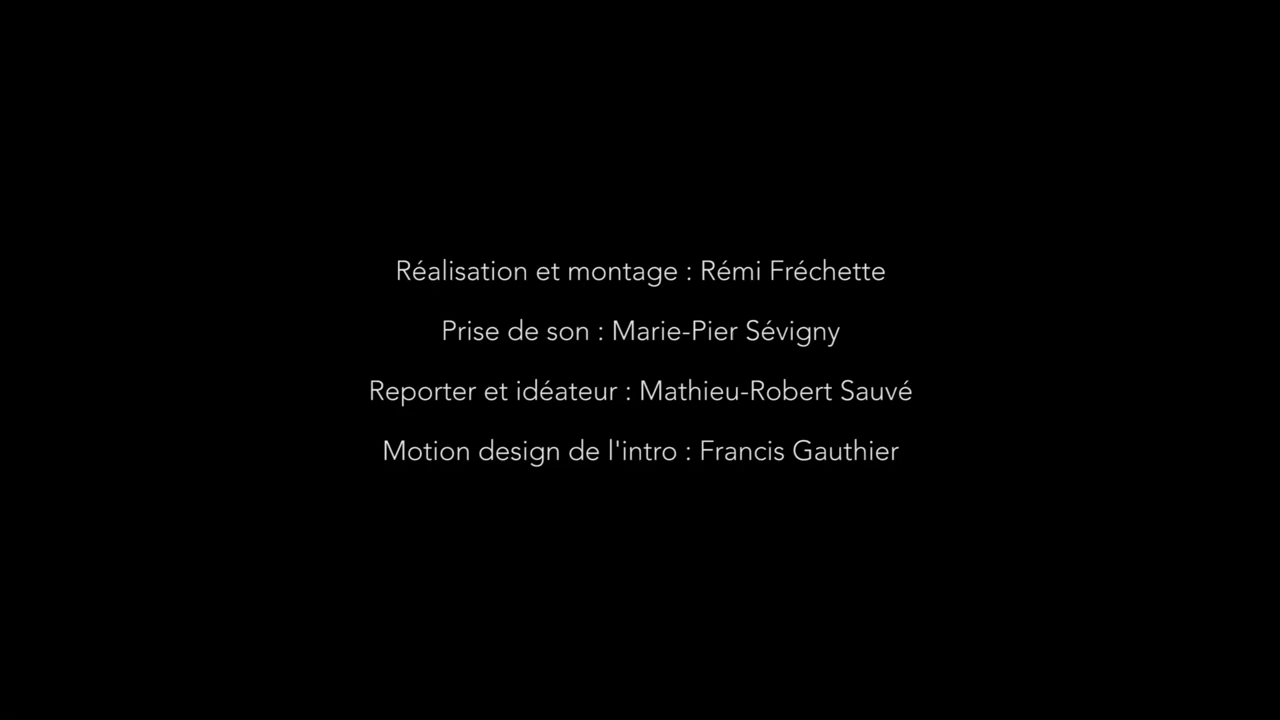 Réalisation et montage : Rémi Fréchette
Prise de son : Marie-Pier Sévigny
Reporter et idéateur : Mathieu-Robert Sauvé
Motion design de l'intro : Francis Gauthier